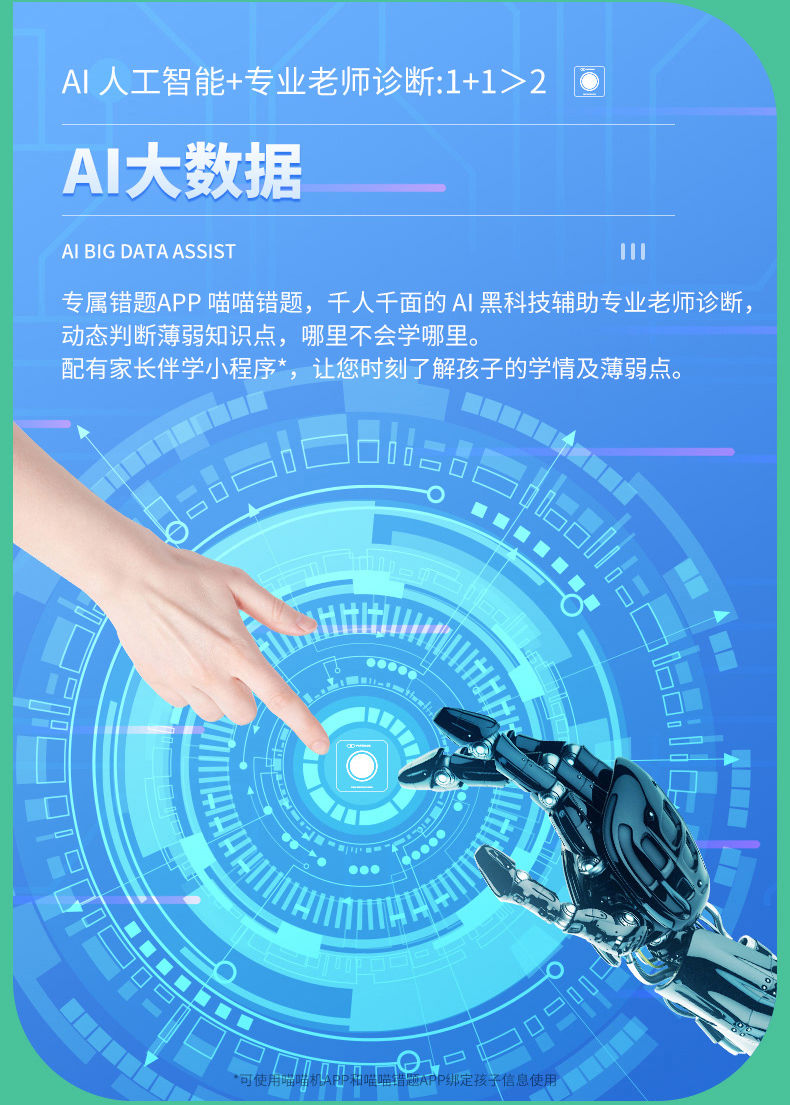 AI 人工智能+专业老师诊断:1+1＞2
AI大数据
AI BIG DATA ASSIST
专属错题APP 喵喵错题，千人千面的 AI 黑科技辅助专业老师诊断，
动态判断薄弱知识点，哪里不会学哪里。
配有家长伴学小程序*，让您时刻了解孩子的学情及薄弱点。
*可使用喵喵机APP和喵喵错题APP绑定孩子信息使用